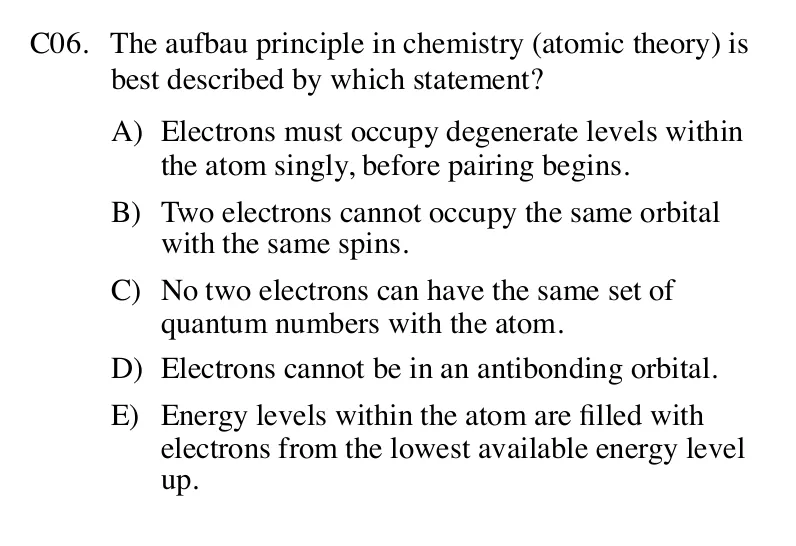 C06. The aufbau principle in chemistry (atomic theory) is
best described by which statement?
A) Electrons must occupy degenerate levels within
the atom singly, before pairing begins.
B) Two electrons cannot occupy the same orbital
with the same spins.
C) No two electrons can have the same set of
quantum numbers with the atom.
D) Electrons cannot be in an antibonding orbital.
E) Energy levels within the atom are filled with
electrons from the lowest available energy level
up.